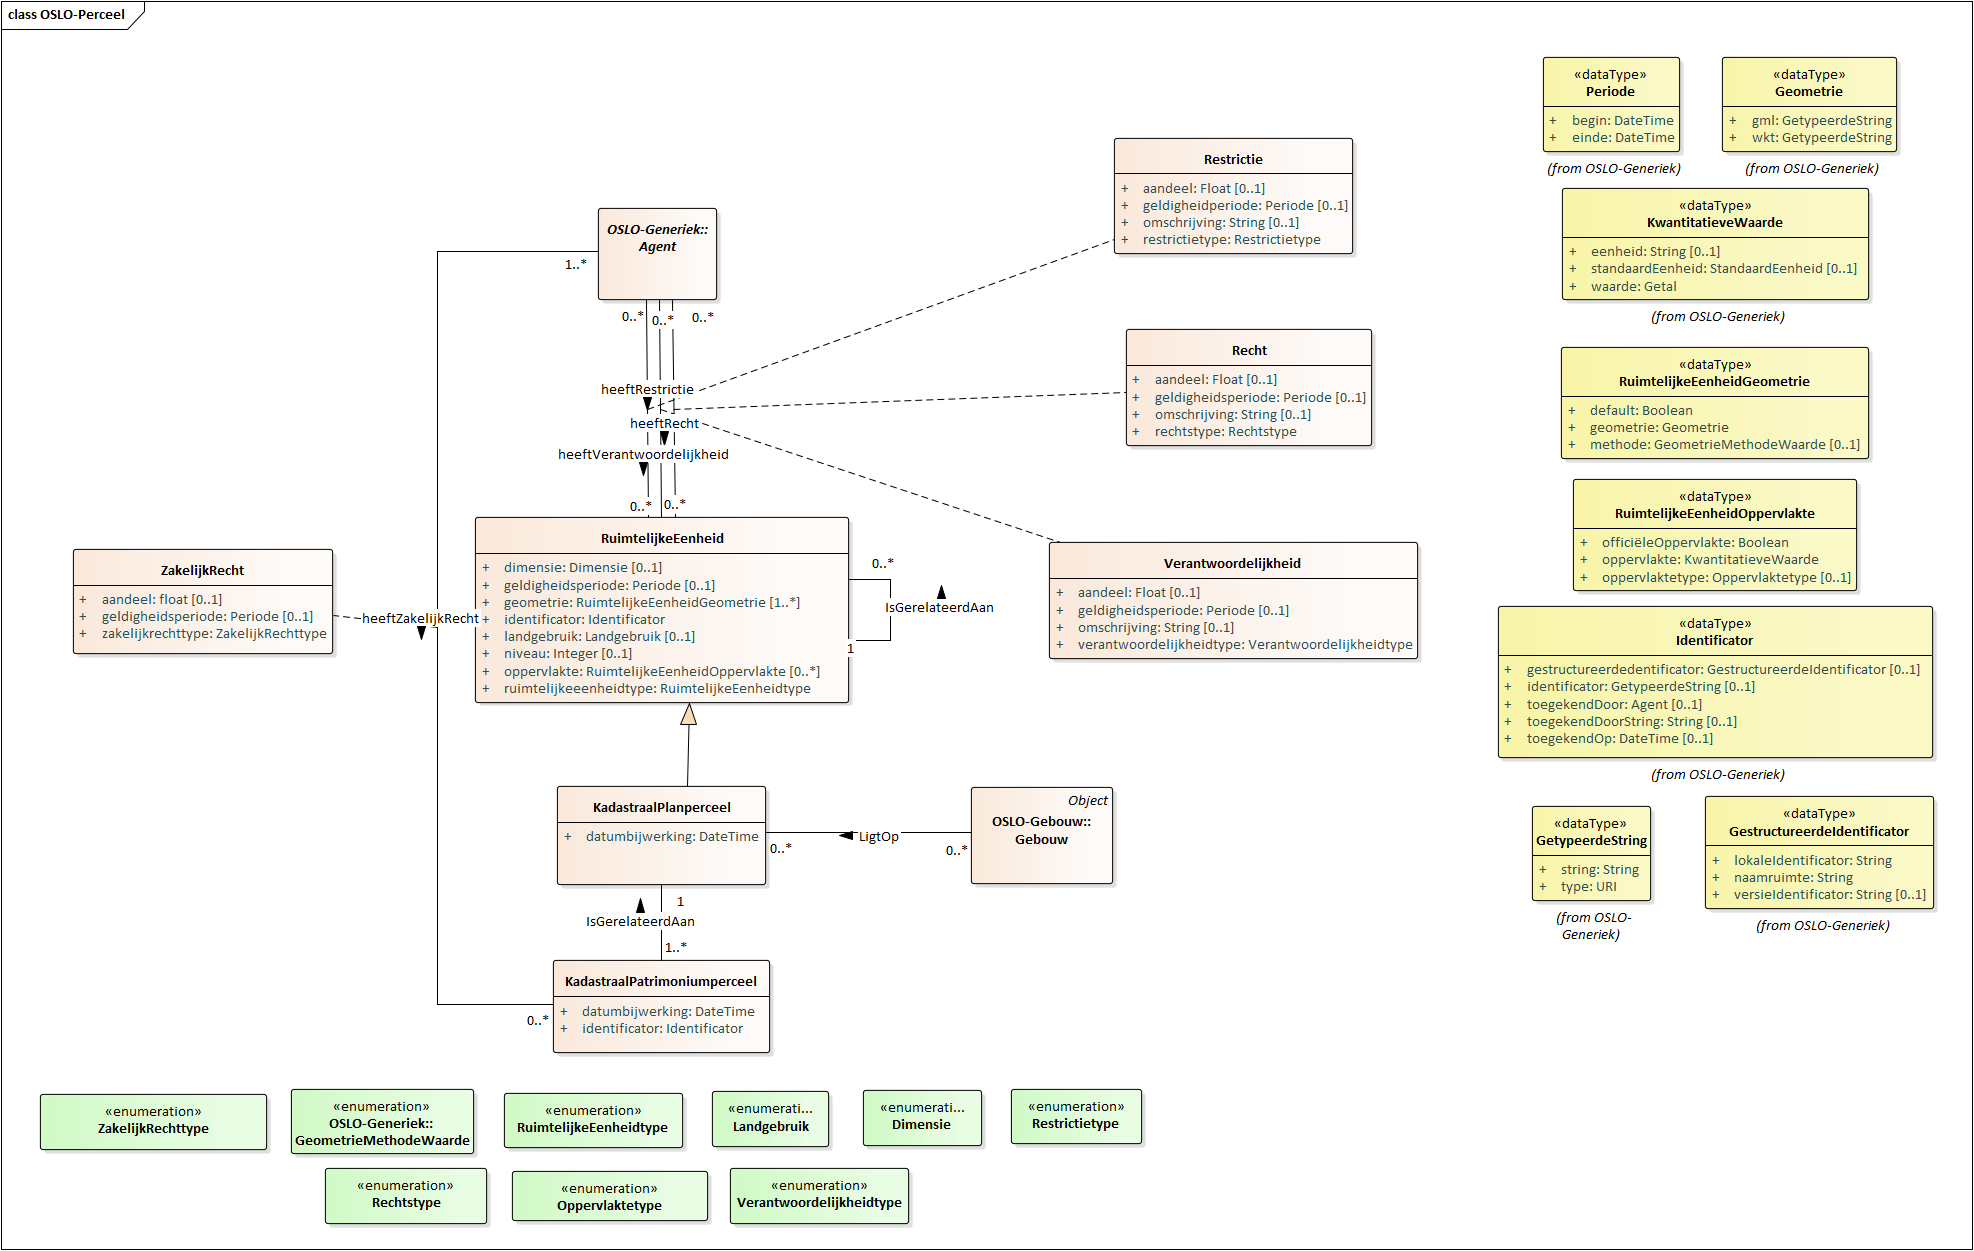 class OSLO-Perceel
«dataType»
Periode
+ begin: DateTime
+ einde: DateTime
(from OSLO-Generiek)
«dataType»
Geometrie
+ gml: GetypeerdeString
+ wkt: GetypeerdeString
(from OSLO-Generiek)
Restrictie
+ aandeel: Float [0..1]
+ geldigheidperiode: Periode [0..1]
+ omschrijving: String [0..1]
+ restrictietype: Restrictietype
«dataType»
KwantitatieveWaarde
+ eenheid: String [0..1]
+ standaardEenheid: StandaardEenheid [0..1]
+ waarde: Getal
(from OSLO-Generiek)
OSLO-Generiek::
Agent
1..*
0..*
0..*
0..*
Recht
+ aandeel: Float [0..1]
+ geldigheidsperiode: Periode [0..1]
+ omschrijving: String [0..1]
+ rechtstype: Rechtstype
«dataType»
RuimtelijkeEenheidGeometrie
+ default: Boolean
+ geometrie: Geometrie
+ methode: GeometrieMethodeWaarde [0..1]
heeftRestrictie
heeftRecht
heeftVerantwoordelijkheid
0..*
0..*
«dataType»
RuimtelijkeEenheidOppervlakte
+ officiëleOppervlakte: Boolean
+ oppervlakte: KwantitatieveWaarde
+ oppervlaktetype: Oppervlaktetype [0..1]
ZakelijkRecht
+ aandeel: float [0..1]
+ geldigheidsperiode: Periode [0..1]
+ zakelijkrechttype: ZakelijkRechttype
heeftZakelijkRecht
RuimtelijkeEenheid
+ dimensie: Dimensie [0..1]
+ geldigheidsperiode: Periode [0..1]
+ geometrie: RuimtelijkeEenheidGeometrie [1..*]
+ identificator: Identificator
+ landgebruik: Landgebruik [0..1]
+ niveau: Integer [0..1]
+ oppervlakte: RuimtelijkeEenheidOppervlakte [0..*]
+ ruimtelijkeeenheidtype: RuimtelijkeEenheidtype
0..*
IsGerelateerdAan
1
Verantwoordelijkheid
+ aandeel: Float [0..1]
+ geldigheidsperiode: Periode [0..1]
+ omschrijving: String [0..1]
+ verantwoordelijkheidtype: Verantwoordelijkheidtype
«dataType»
Identificator
+ gestructureerdedentificator: GestructureerdeIdentificator [0..1]
+ identificator: GetypeerdeString [0..1]
+ toegekendDoor: Agent [0..1]
+ toegekendDoorString: String [0..1]
+ toegekendOp: DateTime [0..1]
(from OSLO-Generiek)
KadastraalPlanperceel
+ datumbijwerking: DateTime
0..*
LigtOp
0..*
Object
OSLO-Gebouw::
Gebouw
«dataType»
GetypeerdeString
+ string: String
+ type: URI
(from OSLO-
Generiek)
«dataType»
GestructureerdeIdentificator
+ lokaleIdentificator: String
+ naamruimte: String
+ versieIdentificator: String [0..1]
(from OSLO-Generiek)
1
IsGerelateerdAan
1..*
KadastraalPatrimoniumperceel
+ datumbijwerking: DateTime
+ identificator: Identificator
0..*
«enumeration»
ZakelijkRechttype
«enumeration»
OSLO-Generiek::
GeometrieMethodeWaarde
«enumeration»
RuimtelijkeEenheidtype
«enumerati...
Landgebruik
«enumerati...
Dimensie
«enumeration»
Restrictietype
«enumeration»
Rechtstype
«enumeration»
Oppervlaktetype
«enumeration»
Verantwoordelijkheidtype